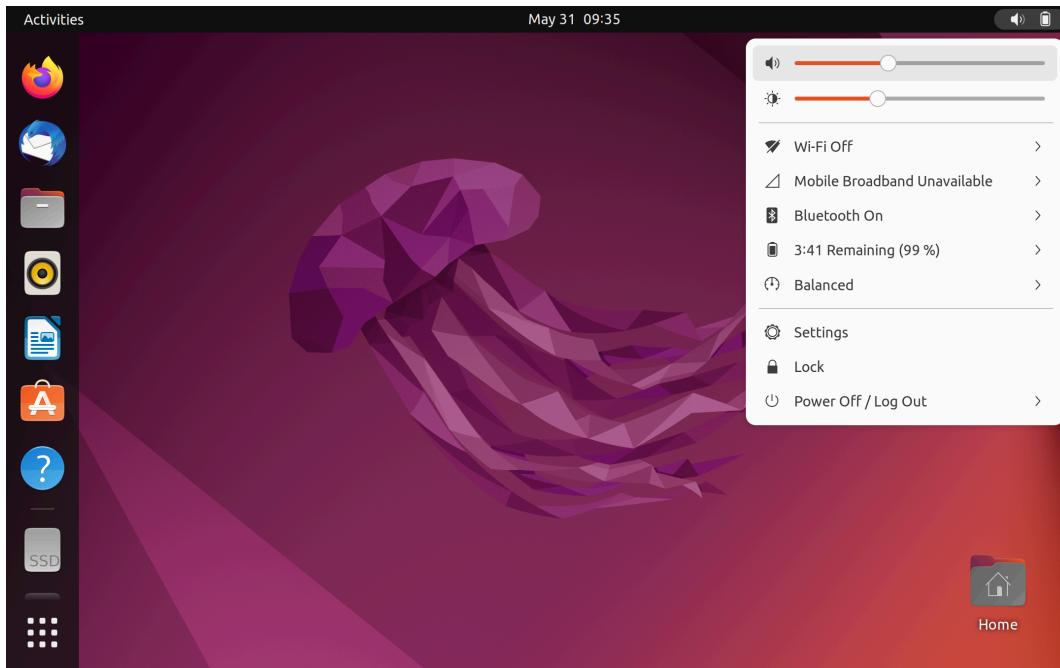 Activities
May 31 09:35
Wi-Fi Off
Mobile Broadband Unavailable
Bluetooth On
3:41 Remaining (99 %)
Balanced
Settings
Lock
Power Off / Log Out
SSD
Home